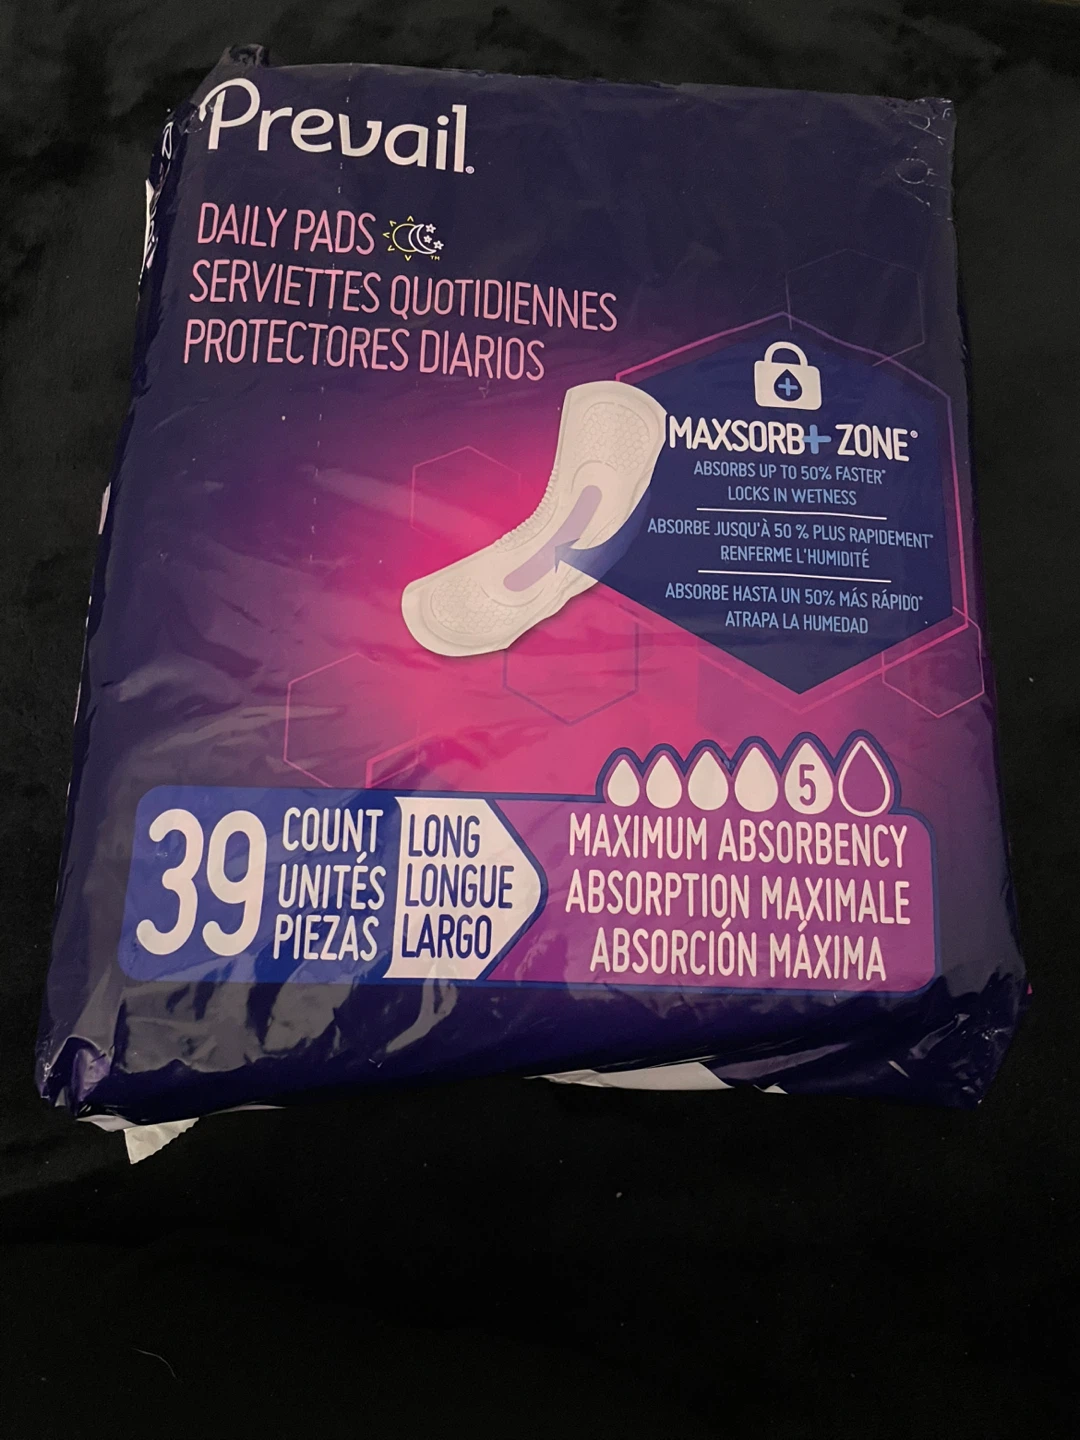 Prevail®
DAILY PADS ™
SERVIETTES QUOTIDIENNES
PROTECTORES DIARIOS
MAXSORB+ ZONE®
ABSORBS UP TO 50% FASTER*
LOCKS IN WETNESS
ABSORBE JUSQU'À 50 % PLUS RAPIDEMENT*
RENFERME L'HUMIDITÉ
ABSORBE HASTA UN 50% MÁS RÁPIDO*
ATRAPA LA HUMEDAD
5
39
COUNT
UNITÉS
PIEZAS
LONG
LONGUE
LARGO
MAXIMUM ABSORBENCY
ABSORPTION MAXIMALE
ABSORCIÓN MÁXIMA